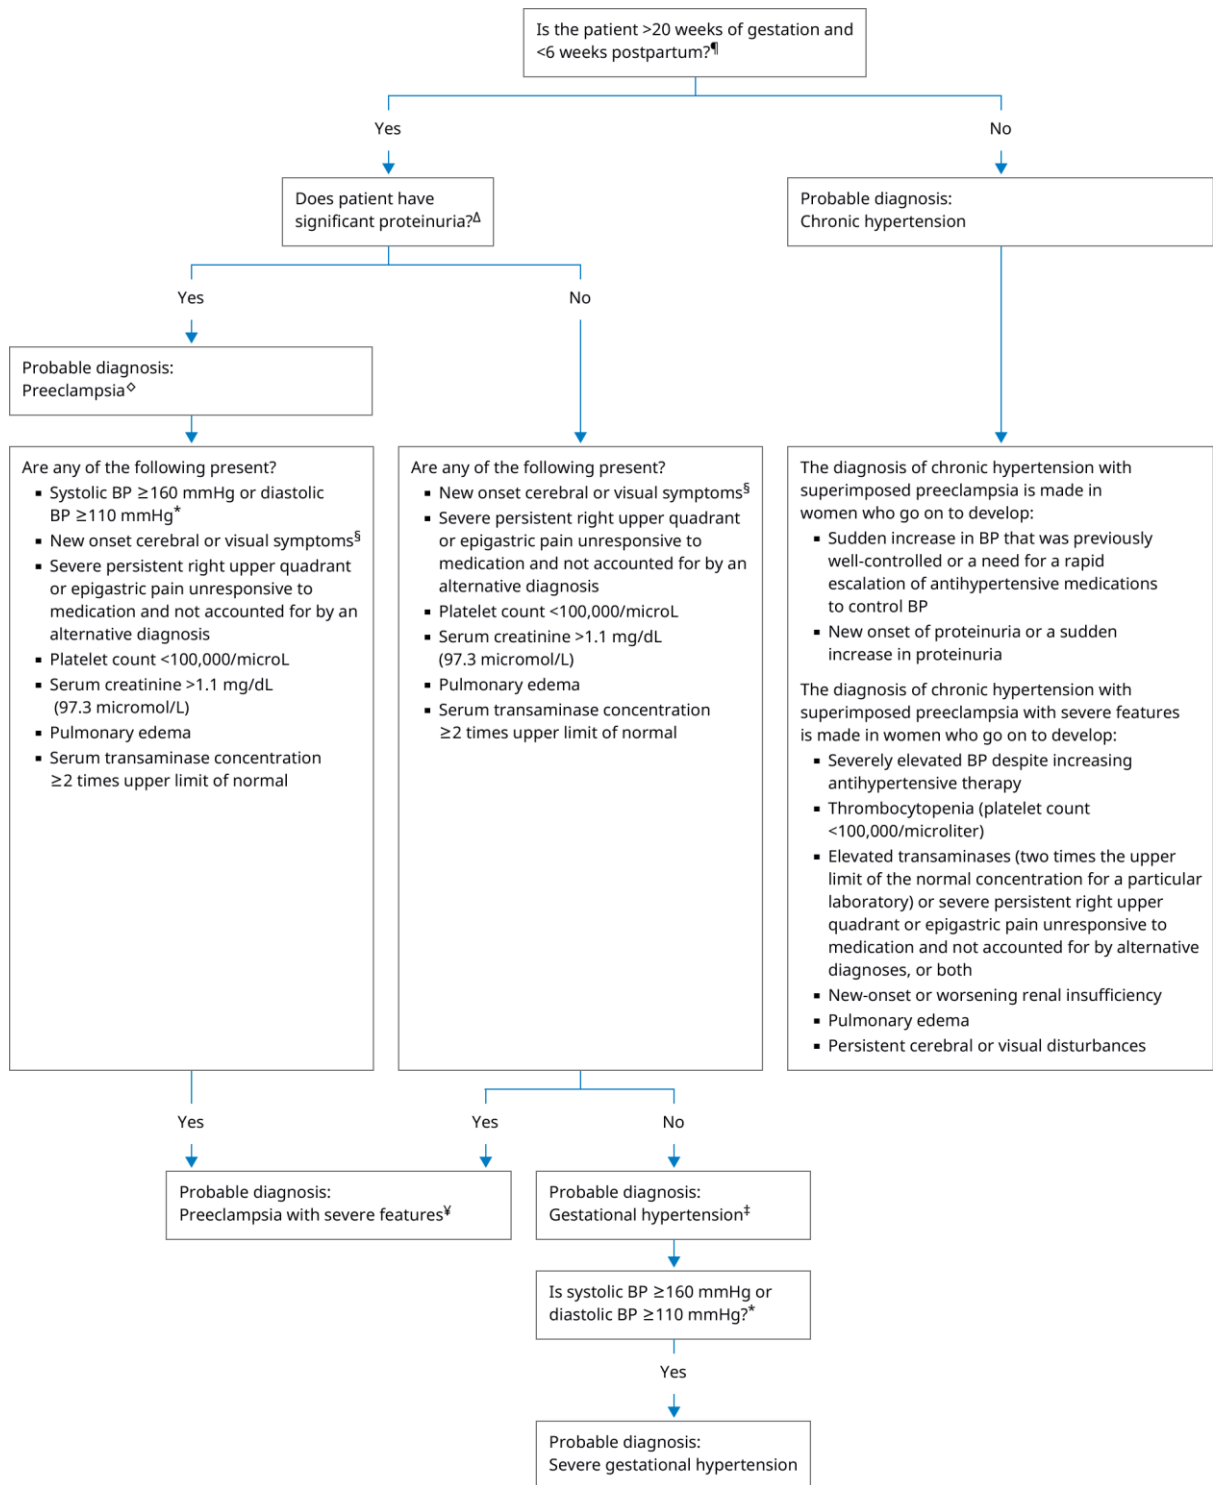 Is the patient >20 weeks of gestation and
<6 weeks postpartum?¶
Yes
No
Does patient have
significant proteinuria?Δ
Probable diagnosis:
Chronic hypertension
Yes
No
Probable diagnosis:
Preeclampsia◇
Are any of the following present?
▪ Systolic BP ≥160 mmHg or diastolic
BP ≥110 mmHg*
▪ New onset cerebral or visual symptoms§
▪ Severe persistent right upper quadrant
or epigastric pain unresponsive to
medication and not accounted for by an
alternative diagnosis
▪ Platelet count <100,000/microL
▪ Serum creatinine >1.1 mg/dL
(97.3 micromol/L)
▪ Pulmonary edema
▪ Serum transaminase concentration
≥2 times upper limit of normal
Are any of the following present?
▪ New onset cerebral or visual symptoms§
▪ Severe persistent right upper quadrant
or epigastric pain unresponsive to
medication and not accounted for by an
alternative diagnosis
▪ Platelet count <100,000/microL
▪ Serum creatinine >1.1 mg/dL
(97.3 micromol/L)
▪ Pulmonary edema
▪ Serum transaminase concentration
≥2 times upper limit of normal
The diagnosis of chronic hypertension with
superimposed preeclampsia is made in
women who go on to develop:
▪ Sudden increase in BP that was previously
well-controlled or a need for a rapid
escalation of antihypertensive medications
to control BP
▪ New onset of proteinuria or a sudden
increase in proteinuria
The diagnosis of chronic hypertension with
superimposed preeclampsia with severe features
is made in women who go on to develop:
▪ Severely elevated BP despite increasing
antihypertensive therapy
▪ Thrombocytopenia (platelet count
<100,000/microliter)
▪ Elevated transaminases (two times the upper
limit of the normal concentration for a particular
laboratory) or severe persistent right upper
quadrant or epigastric pain unresponsive to
medication and not accounted for by alternative
diagnoses, or both
▪ New-onset or worsening renal insufficiency
▪ Pulmonary edema
▪ Persistent cerebral or visual disturbances
Yes
Yes
No
Probable diagnosis:
Preeclampsia with severe features¥
Probable diagnosis:
Gestational hypertension‡
Is systolic BP ≥160 mmHg or
diastolic BP ≥110 mmHg?*
Yes
Probable diagnosis:
Severe gestational hypertension